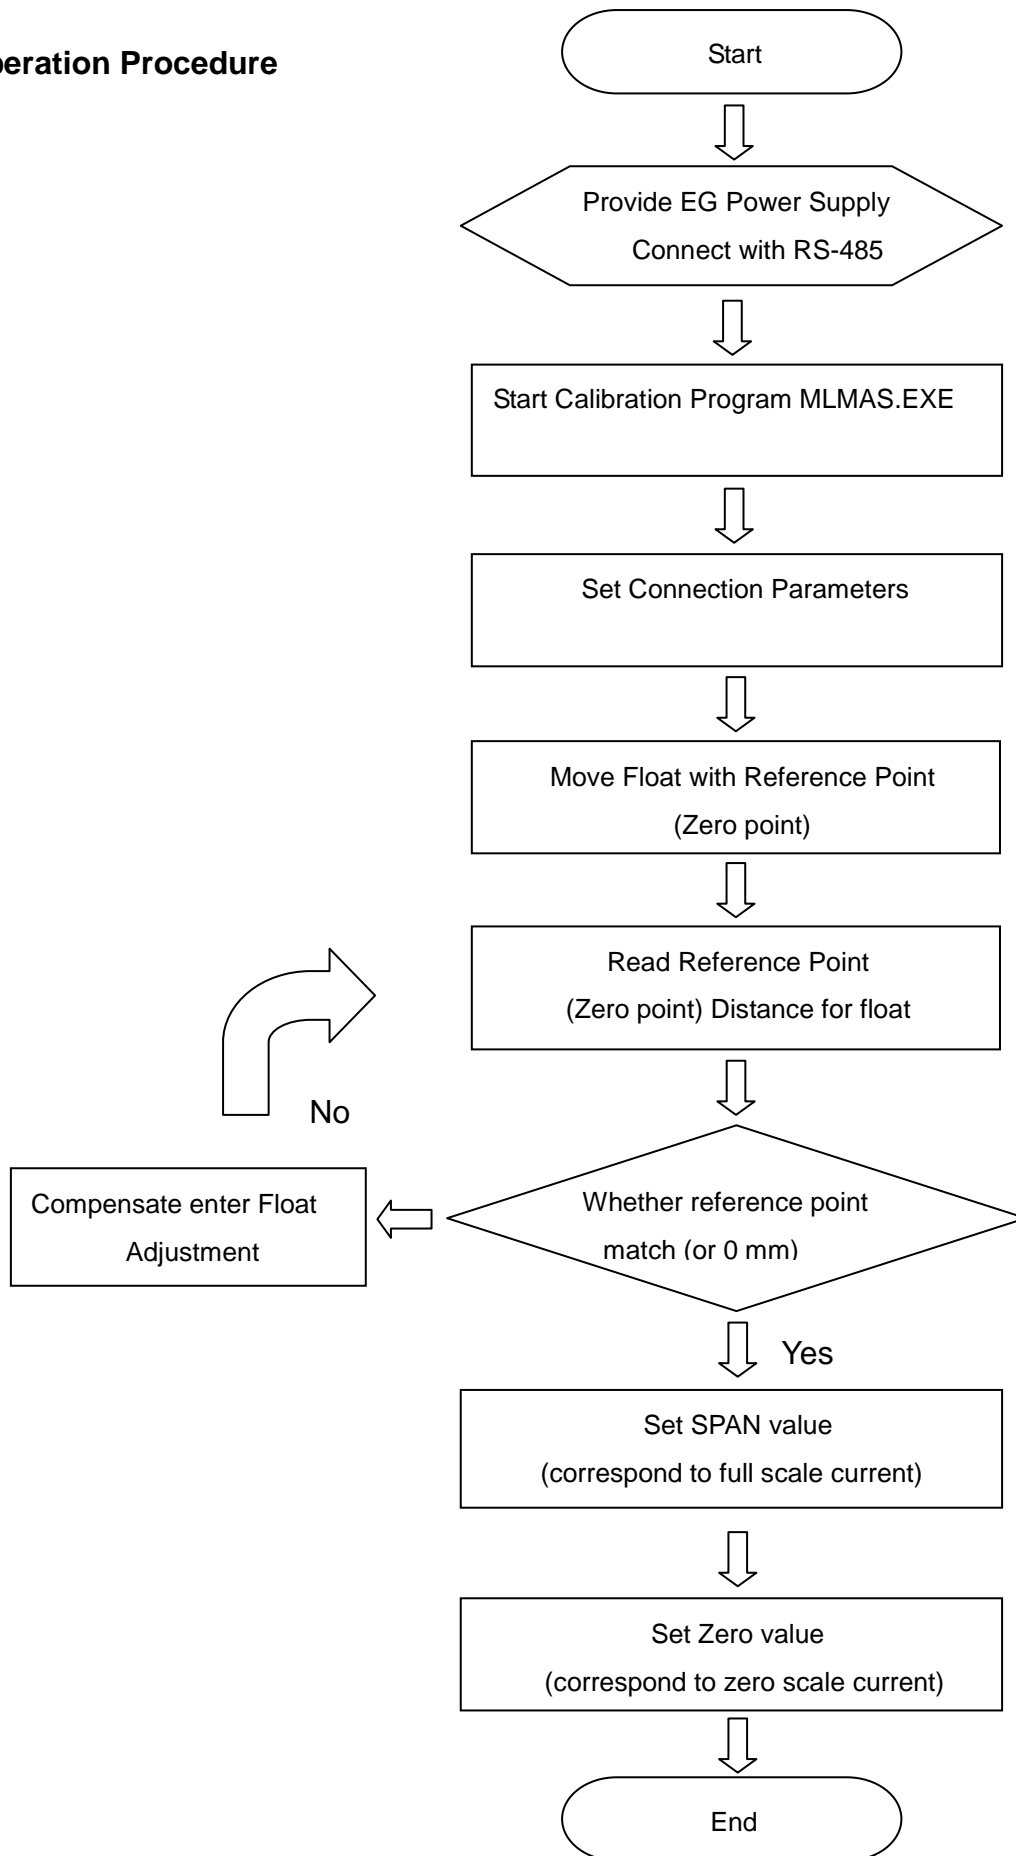 peration Procedure
Start
Provide EG Power Supply
Connect with RS-485
Start Calibration Program MLMAS.EXE
Set Connection Parameters
Move Float with Reference Point
(Zero point)
Read Reference Point
(Zero point) Distance for float
No
Whether reference point
match (or 0 mm)
Compensate enter Float
Adjustment
Yes
Set SPAN value
(correspond to full scale current)
Set Zero value
(correspond to zero scale current)
End